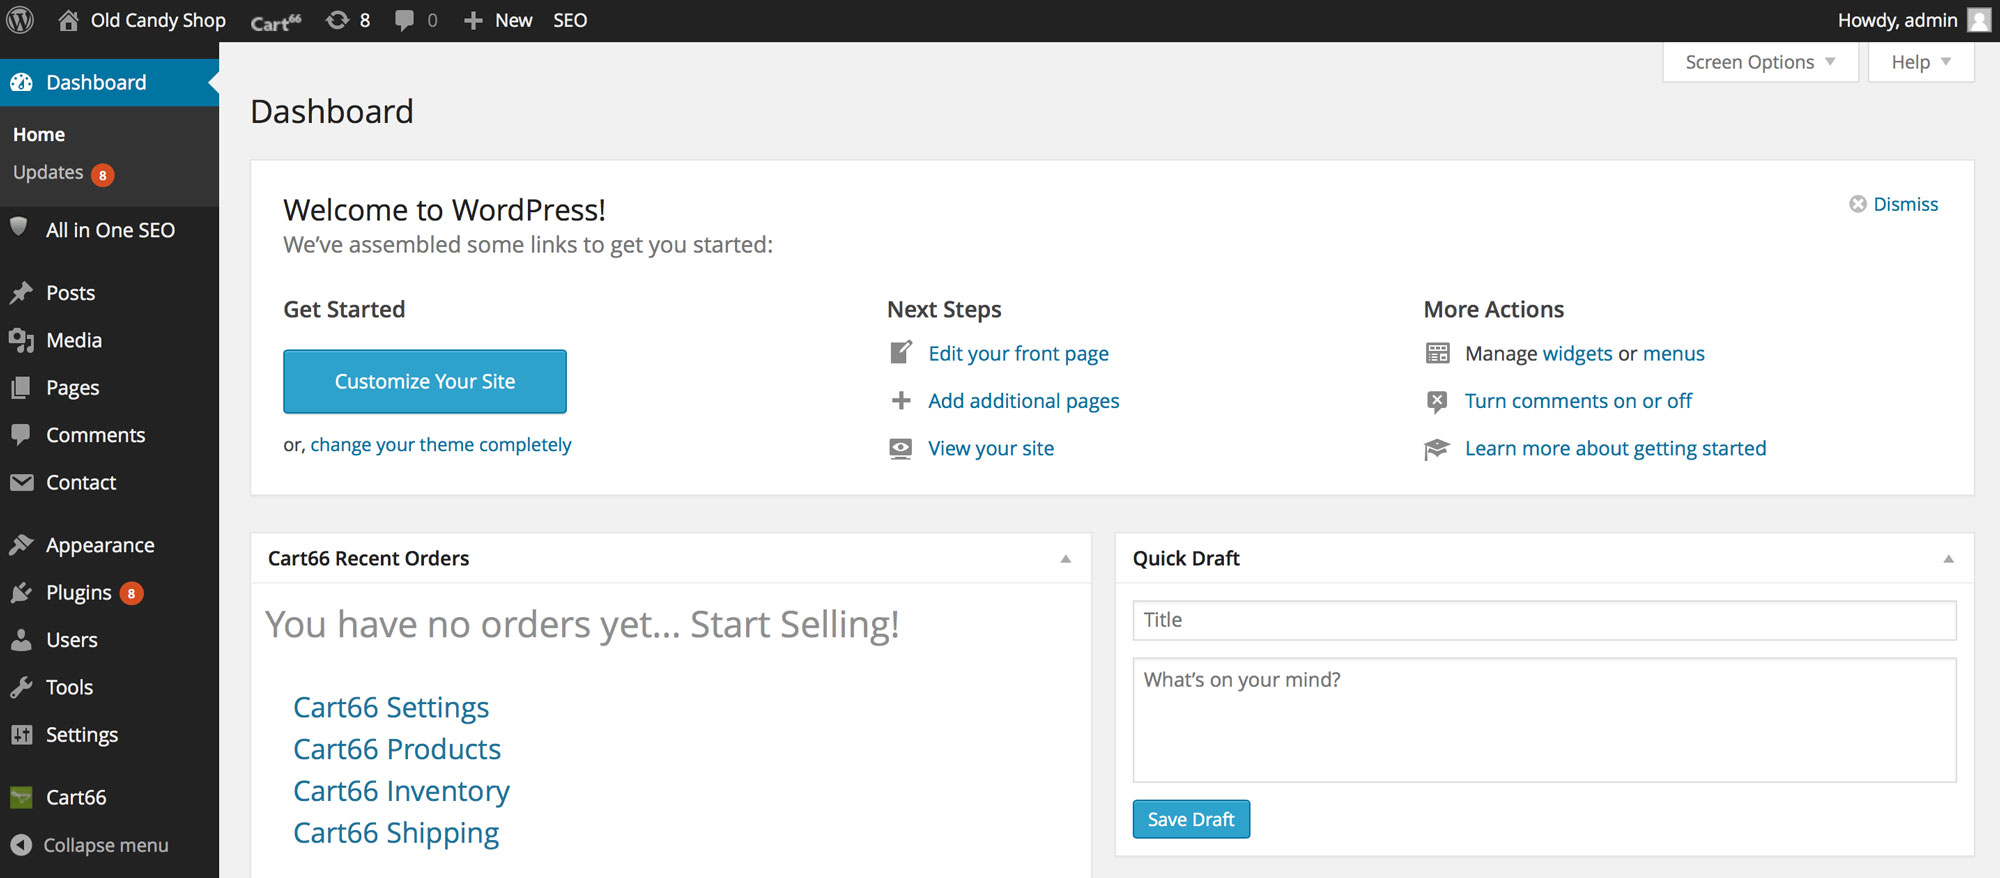 Old Candy Shop Cart66 8 0 New SEO Howdy, admin
Screen Options Help
Dashboard
Home
Updates 8
All in One SEO
Posts
Media
Pages
Comments
Contact
Appearance
Plugins 8
Users
Tools
Settings
Cart66
Collapse menu
Dashboard
Welcome to WordPress!
We’ve assembled some links to get you started:
Dismiss
Get Started
Customize Your Site
or, change your theme completely
Next Steps
Edit your front page
Add additional pages
View your site
More Actions
Manage widgets or menus
Turn comments on or off
Learn more about getting started
Cart66 Recent Orders
You have no orders yet... Start Selling!
Cart66 Settings
Cart66 Products
Cart66 Inventory
Cart66 Shipping
Quick Draft
Title
What’s on your mind?
Save Draft